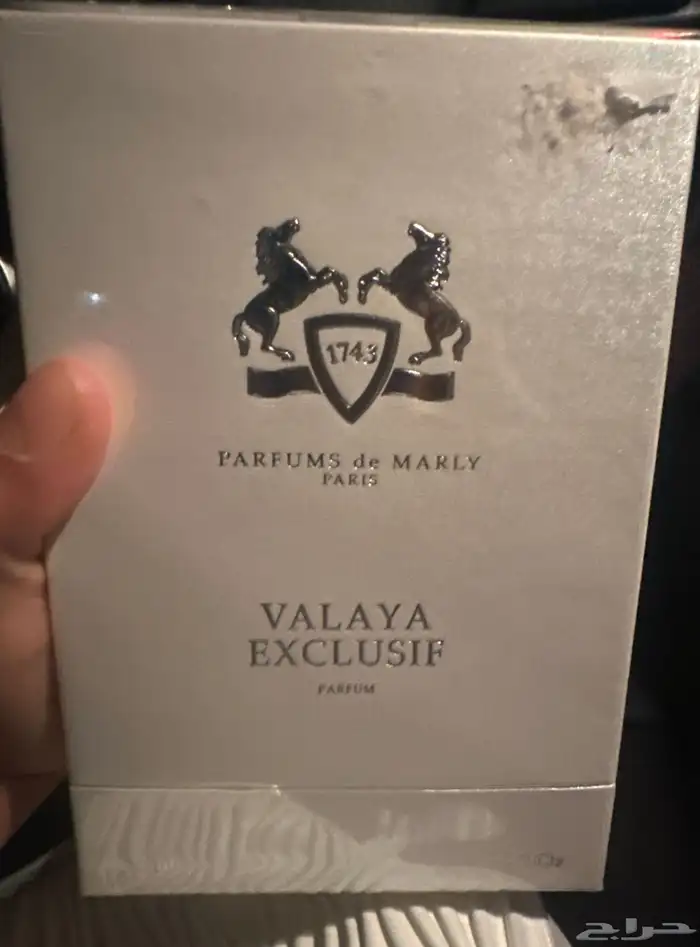 1743
PARFUMS de MARLY
PARIS
VALAYA
EXCLUSIF
PARFUM
حراج